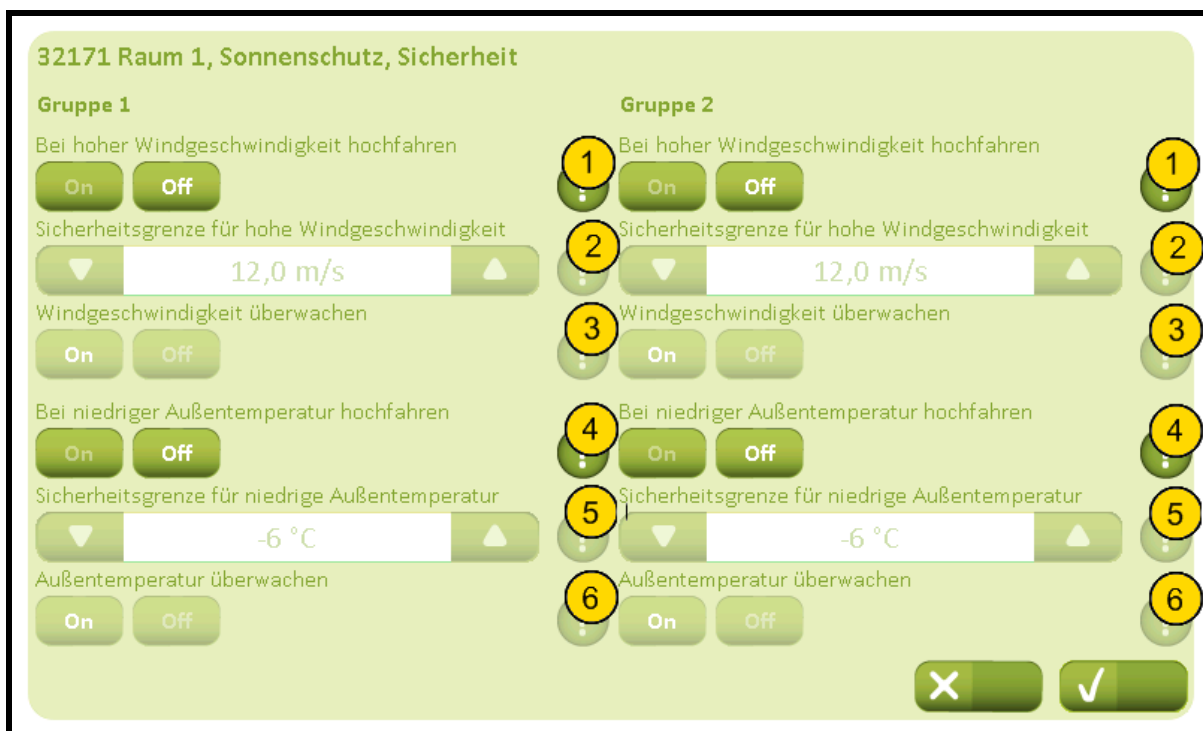 32171 Raum 1, Sonnenschutz, Sicherheit
Gruppe 1
Bei hoher Windgeschwindigkeit hochfahren
On Off 1
Sicherheitsgrenze für hohe Windgeschwindigkeit
12,0 m/s 2
Windgeschwindigkeit überwachen
On Off 3
Bei niedriger Außentemperatur hochfahren
On Off 4
Sicherheitsgrenze für niedrige Außentemperatur
-6 °C 5
Außentemperatur überwachen
On Off 6
Gruppe 2
Bei hoher Windgeschwindigkeit hochfahren
On Off 1
Sicherheitsgrenze für hohe Windgeschwindigkeit
12,0 m/s 2
Windgeschwindigkeit überwachen
On Off 3
Bei niedriger Außentemperatur hochfahren
On Off 4
Sicherheitsgrenze für niedrige Außentemperatur
-6 °C 5
Außentemperatur überwachen
On Off 6